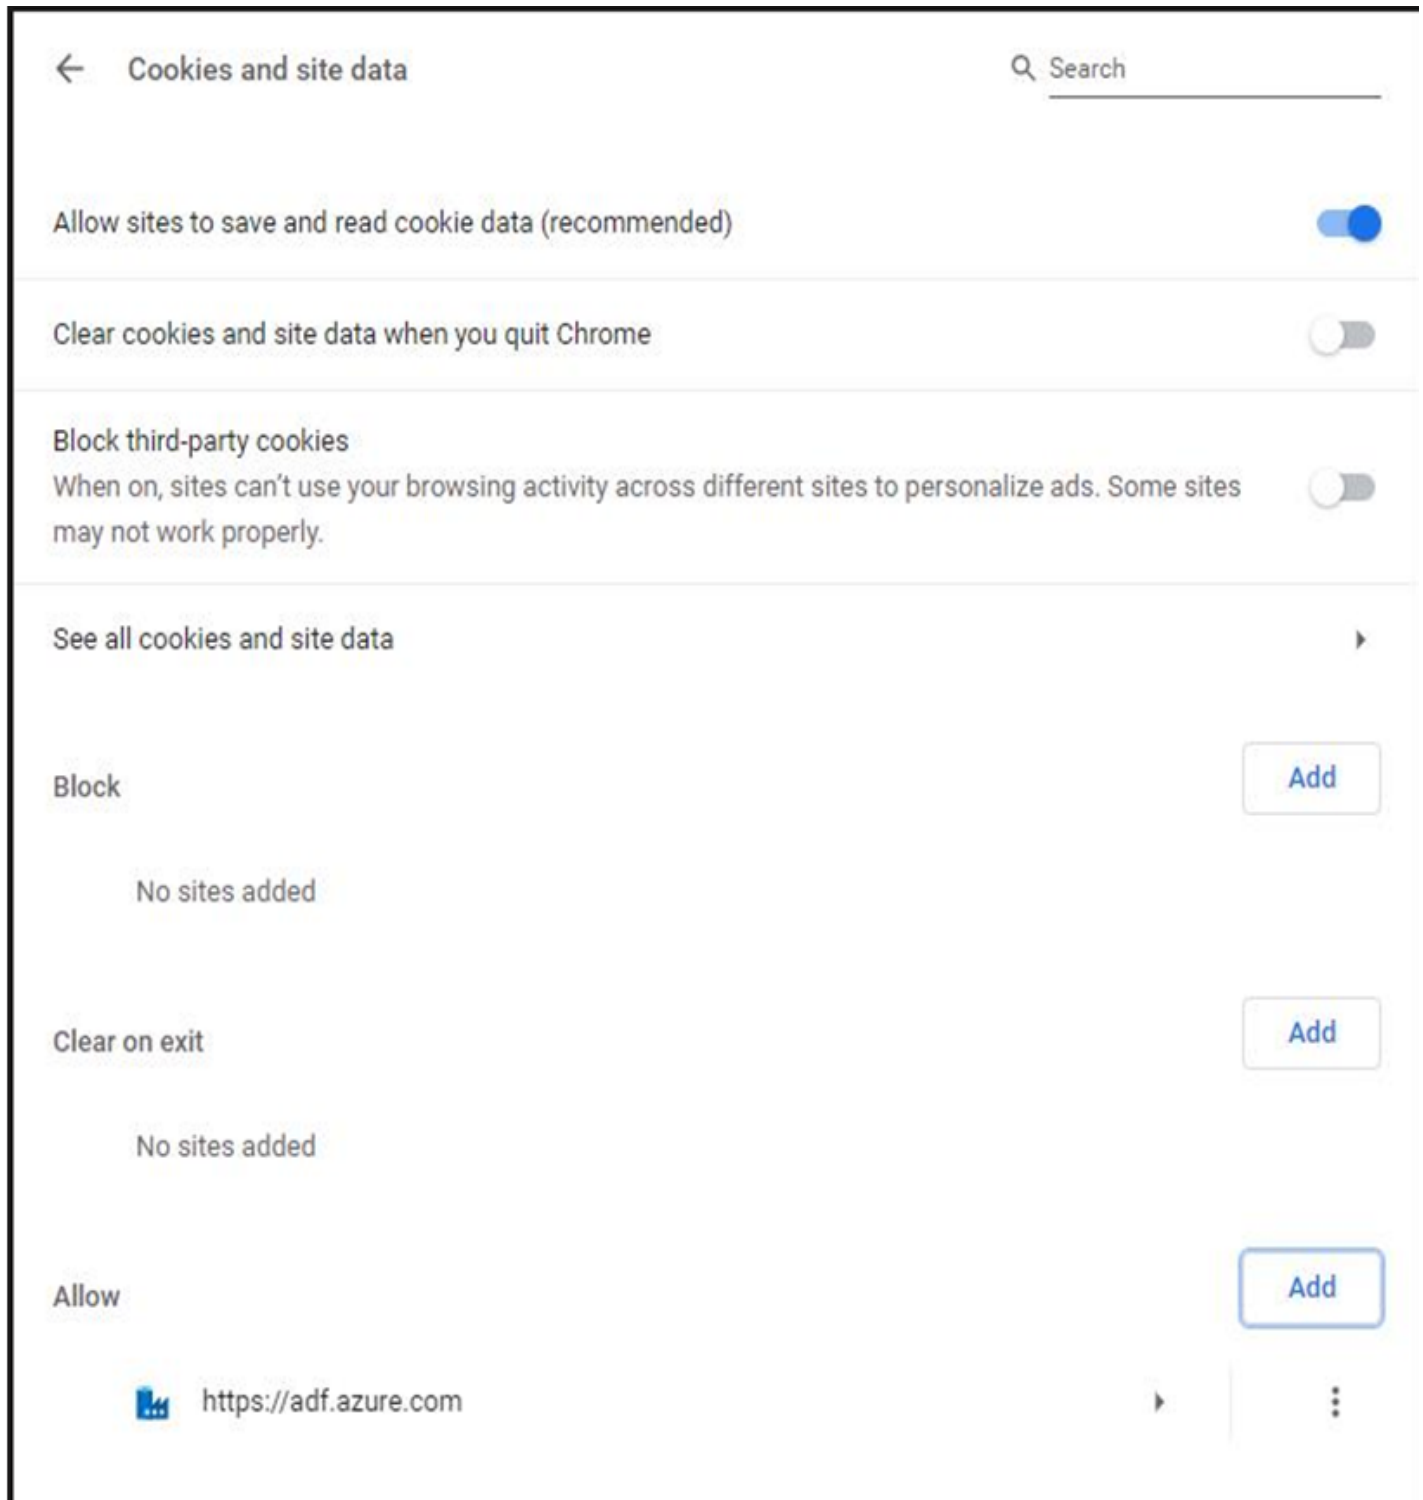 Cookies and site data
Search
Allow sites to save and read cookie data (recommended)
Clear cookies and site data when you quit Chrome
Block third-party cookies
When on, sites can't use your browsing activity across different sites to personalize ads. Some sites
may not work properly.
See all cookies and site data
Block
Add
No sites added
Clear on exit
Add
No sites added
Allow
Add
https://adf.azure.com